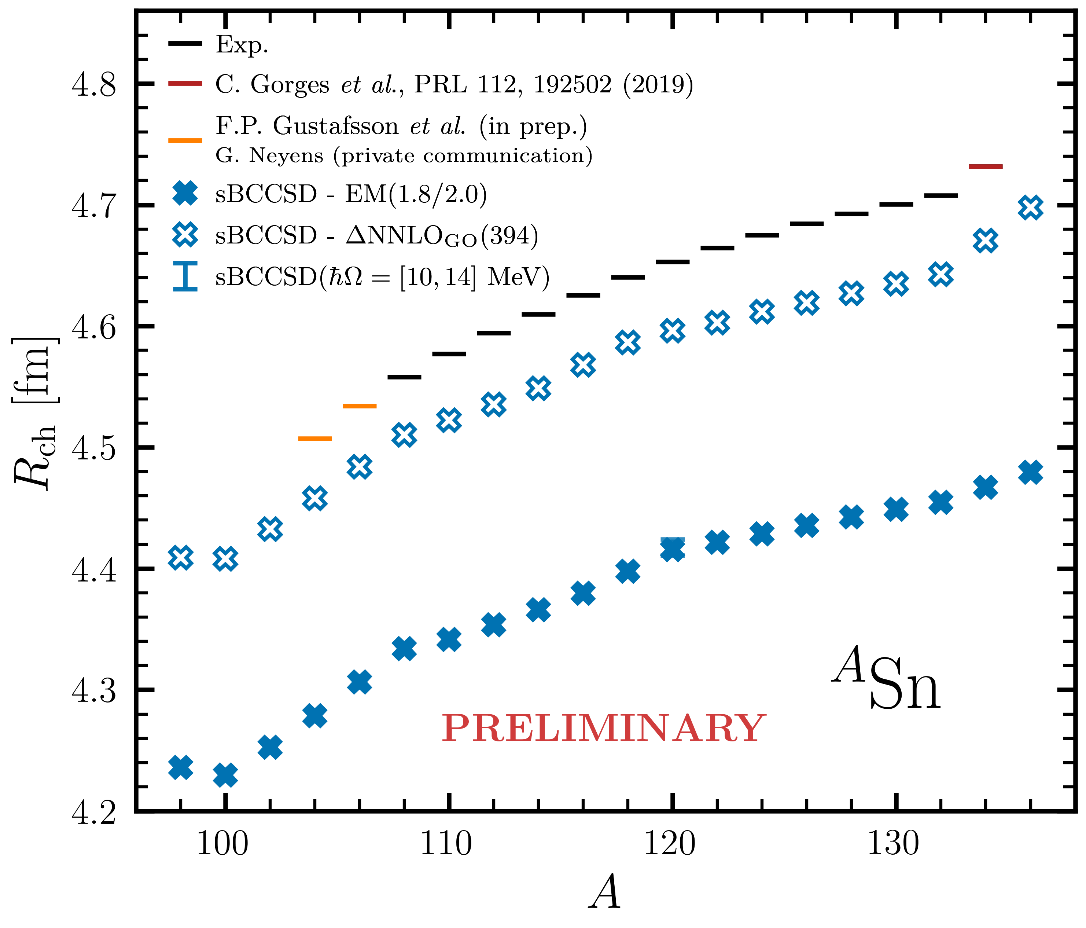 Exp.
C. Gorges et al., PRL 112, 192502 (2019)
F.P. Gustafsson et al. (in prep.)
G. Neyens (private communication)
sBCCSD - EM(1.8/2.0)
sBCCSD - ΔNNLO_GO(394)
sBCCSD(ℏΩ = [10, 14] MeV)
R_ch [fm]
4.8
4.7
4.6
4.5
4.4
4.3
4.2
^A Sn
PRELIMINARY
100 110 120 130
A